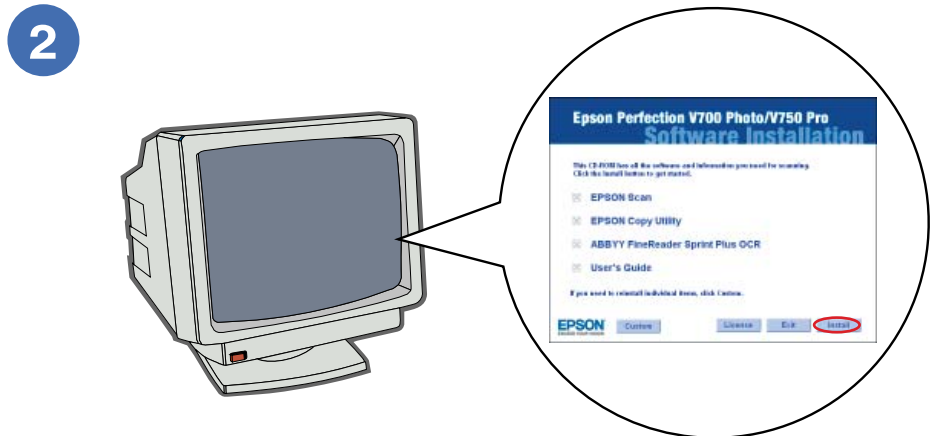 2
Epson Perfection V700 Photo/V750 Pro
Software Installation
This CD-ROM has all the software and information you need for scanning.
Click the Install button to get started.
EPSON Scan
EPSON Copy Utility
ABBYY FineReader Sprint Plus OCR
User's Guide
If you need to reinstall individual items, click Custom.
EPSON Custom License Exit Install